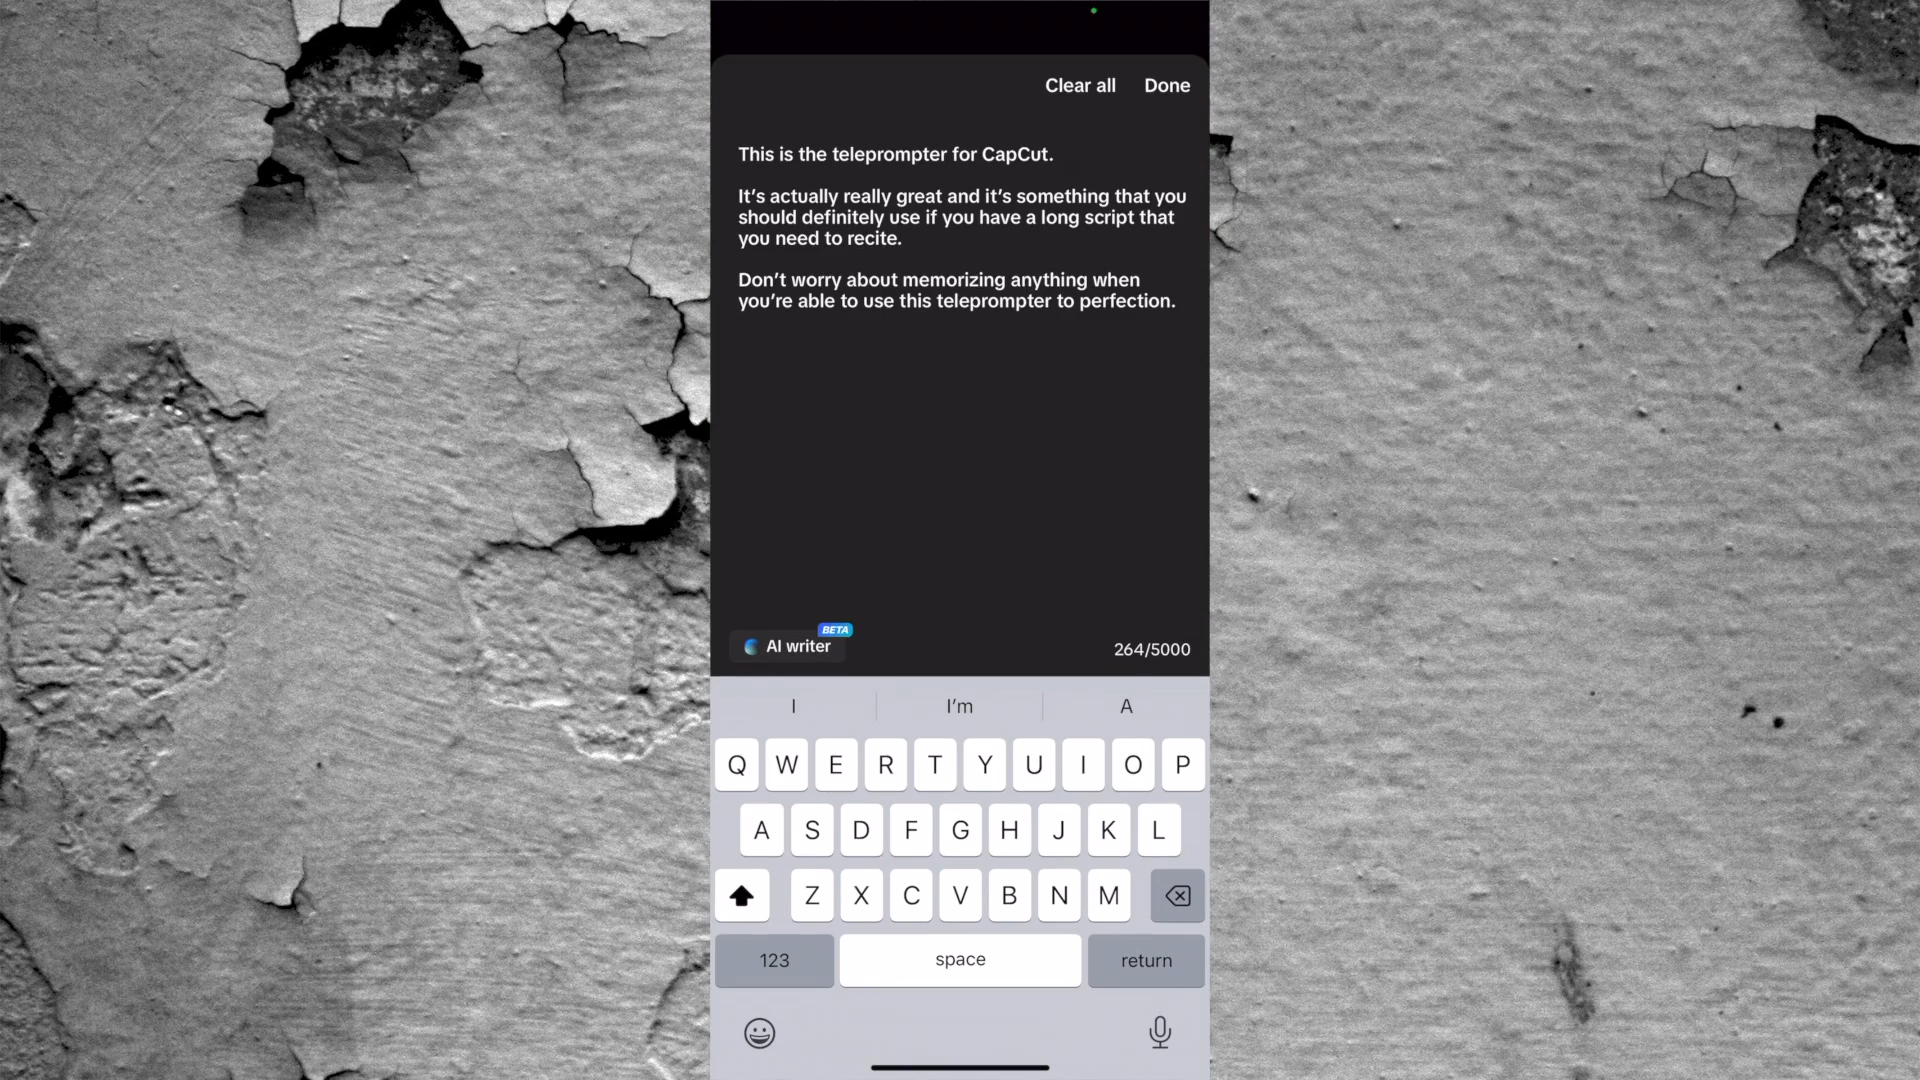 Clear all Done
This is the teleprompter for CapCut.
It’s actually really great and it’s something that you
should definitely use if you have a long script that
you need to recite.
Don’t worry about memorizing anything when
you’re able to use this teleprompter to perfection.
BETA
AI writer 264/5000
I I’m A
Q W E R T Y U I O P
A S D F G H J K L
Z X C V B N M
123 space return